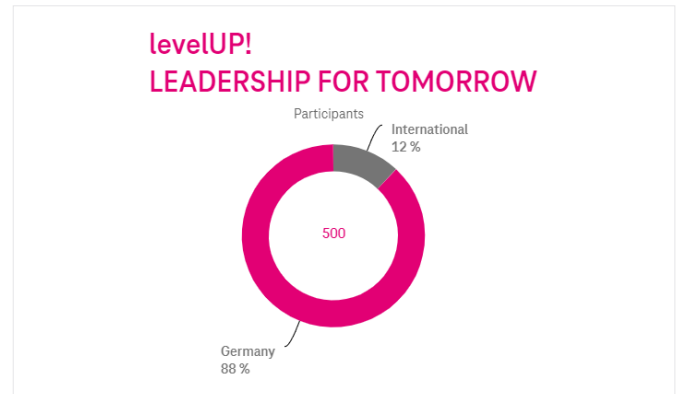 levelUP!
LEADERSHIP FOR TOMORROW
Participants
International
12 %
500
Germany
88 %